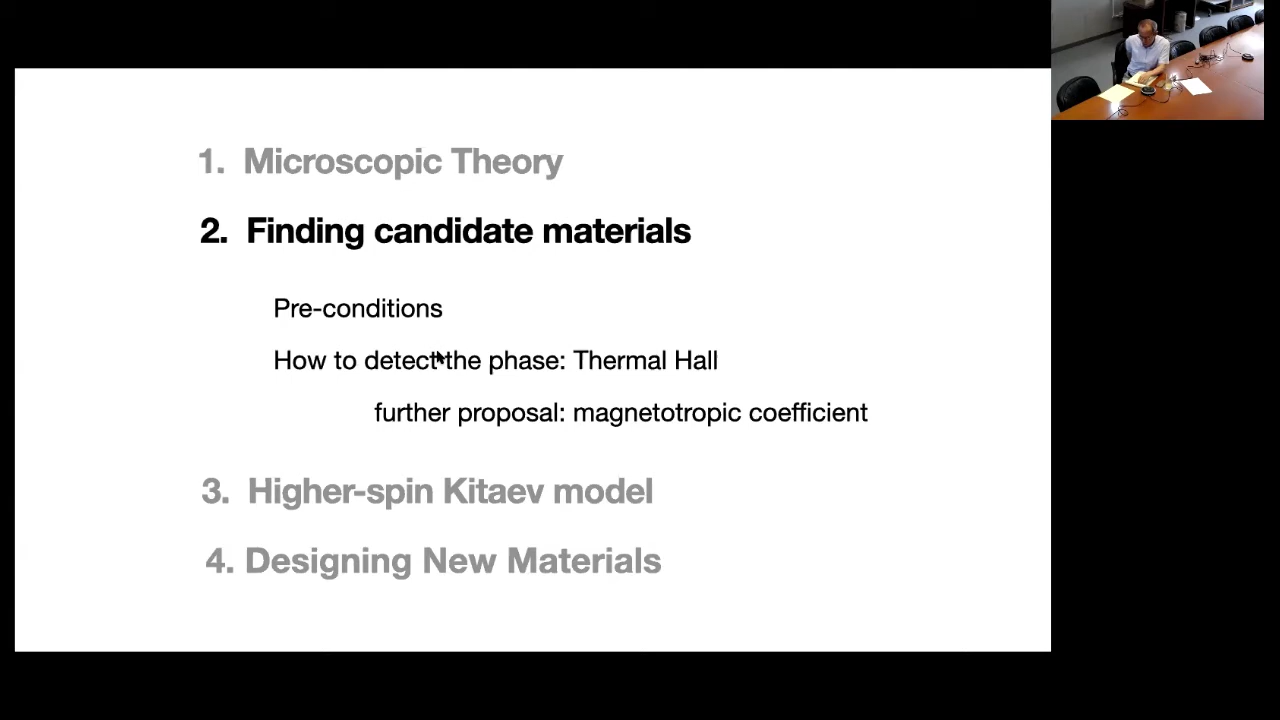 1. Microscopic Theory
2. Finding candidate materials
Pre-conditions
How to detect the phase: Thermal Hall
further proposal: magnetotropic coefficient
3. Higher-spin Kitaev model
4. Designing New Materials